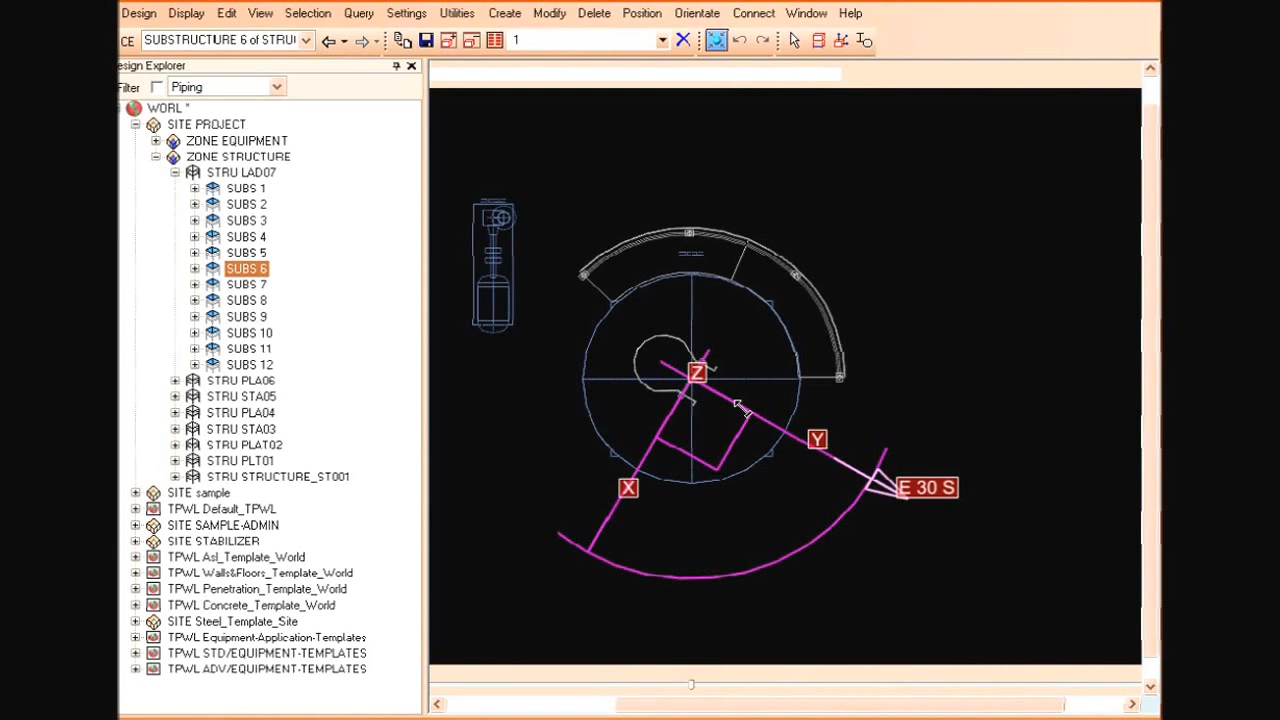 Design Display Edit View Selection Query Settings Utilities Create Modify Delete Position Orientate Connect Window Help
CE SUBSTRUCTURE 6 of STRUI 1
esign Explorer
Filter Piping
WORL *
SITE PROJECT
ZONE EQUIPMENT
ZONE STRUCTURE
STRU LAD07
SUBS 1
SUBS 2
SUBS 3
SUBS 4
SUBS 5
SUBS 6
SUBS 7
SUBS 8
SUBS 9
SUBS 10
SUBS 11
SUBS 12
STRU PLA06
STRU STA05
STRU PLA04
STRU STA03
STRU PLAT02
STRU PLT01
STRU STRUCTURE_ST001
SITE sample
TPWL Default_TPWL
SITE SAMPLE-ADMIN
SITE STABILIZER
TPWL Asl_Template_World
TPWL Walls&Floors_Template_World
TPWL Penetration_Template_World
TPWL Concrete_Template_World
SITE Steel_Template_Site
TPWL Equipment-Application-Templates
TPWL STD/EQUIPMENT-TEMPLATES
TPWL ADV/EQUIPMENT-TEMPLATES
Z
Y
X
E 30 S